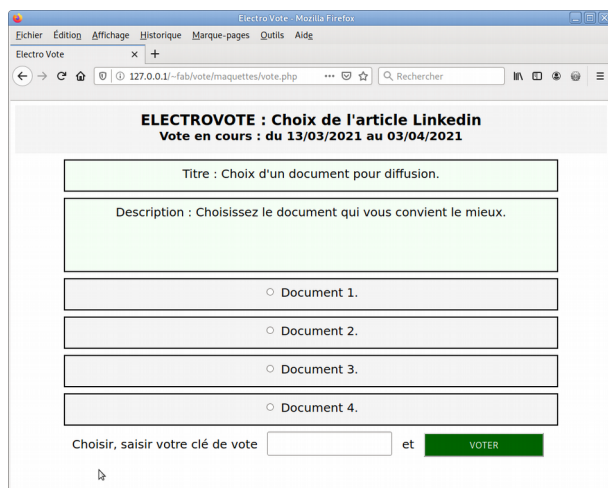 Electro Vote - Mozilla Firefox
Fichier Édition Affichage Historique Marque-pages Outils Aide
Electro Vote × +
127.0.0.1/~fab/vote/maquettes/vote.php ••• Rechercher
ELECTROVOTE : Choix de l'article Linkedin
Vote en cours : du 13/03/2021 au 03/04/2021
Titre : Choix d'un document pour diffusion.
Description : Choisissez le document qui vous convient le mieux.
Document 1.
Document 2.
Document 3.
Document 4.
Choisir, saisir votre clé de vote et VOTER